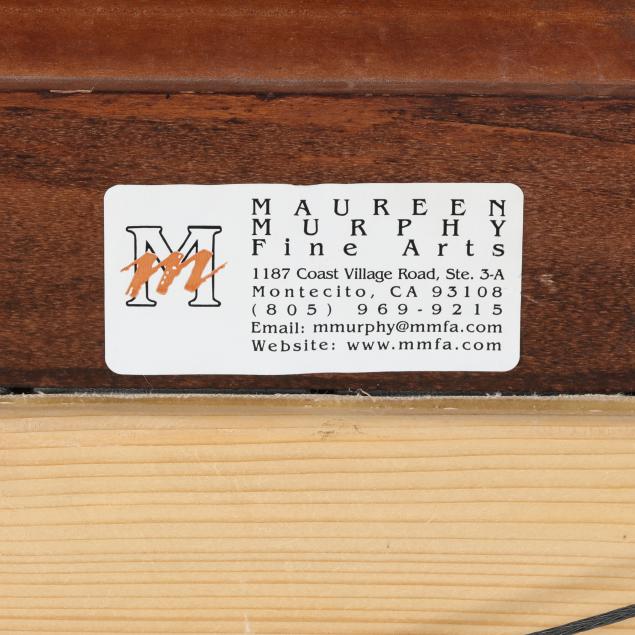 M m
MAUREEN
MURPHY
Fine Arts
1187 Coast Village Road, Ste. 3-A
Montecito, CA 93108
(805) 969-9215
Email: mmurphy@mmfa.com
Website: www.mmfa.com